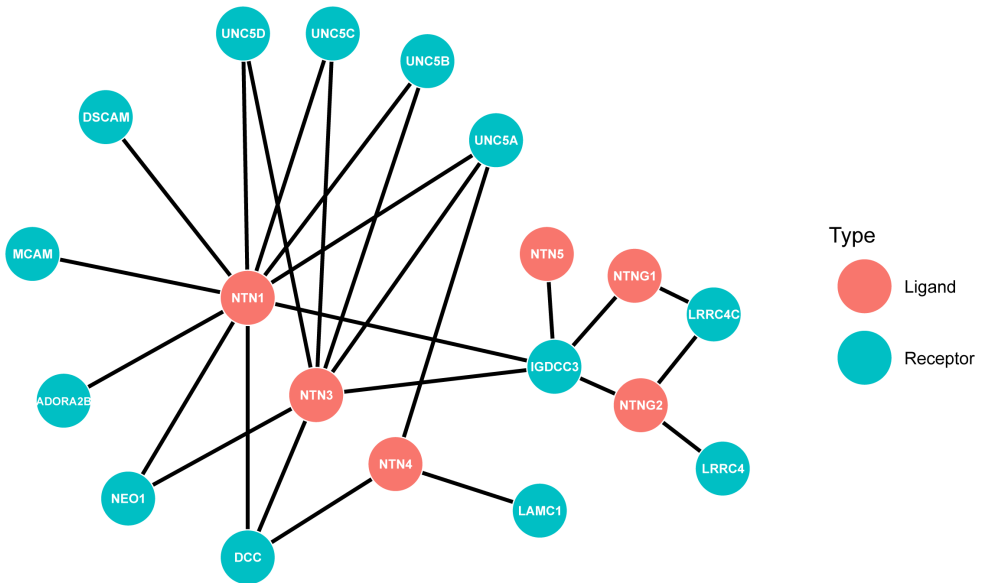 UNC5D
UNC5C
UNC5B
DSCAM
UNC5A
MCAM
NTN5
NTNG1
NTN1
LRRC4C
IGDCC3
ADORA2B
NTN3
NTNG2
NTN4
LRRC4
NEO1
LAMC1
DCC
Type
Ligand
Receptor